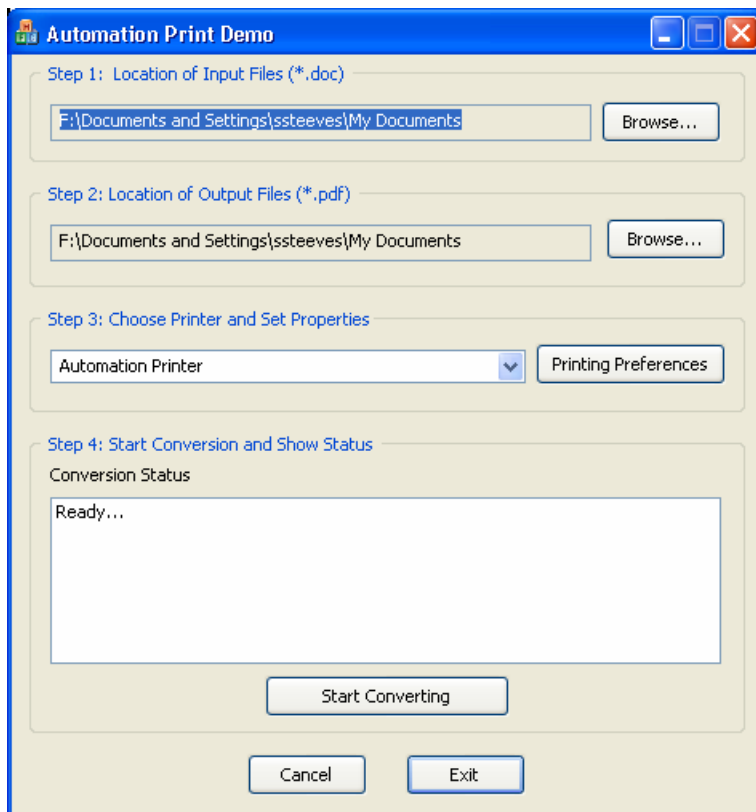 Automation Print Demo
Step 1:  Location of Input Files (*.doc)
F:\Documents and Settings\ssteeves\My Documents
Browse...
Step 2: Location of Output Files (*.pdf)
F:\Documents and Settings\ssteeves\My Documents
Browse...
Step 3: Choose Printer and Set Properties
Automation Printer
Printing Preferences
Step 4: Start Conversion and Show Status
Conversion Status
Ready...
Start Converting
Cancel
Exit